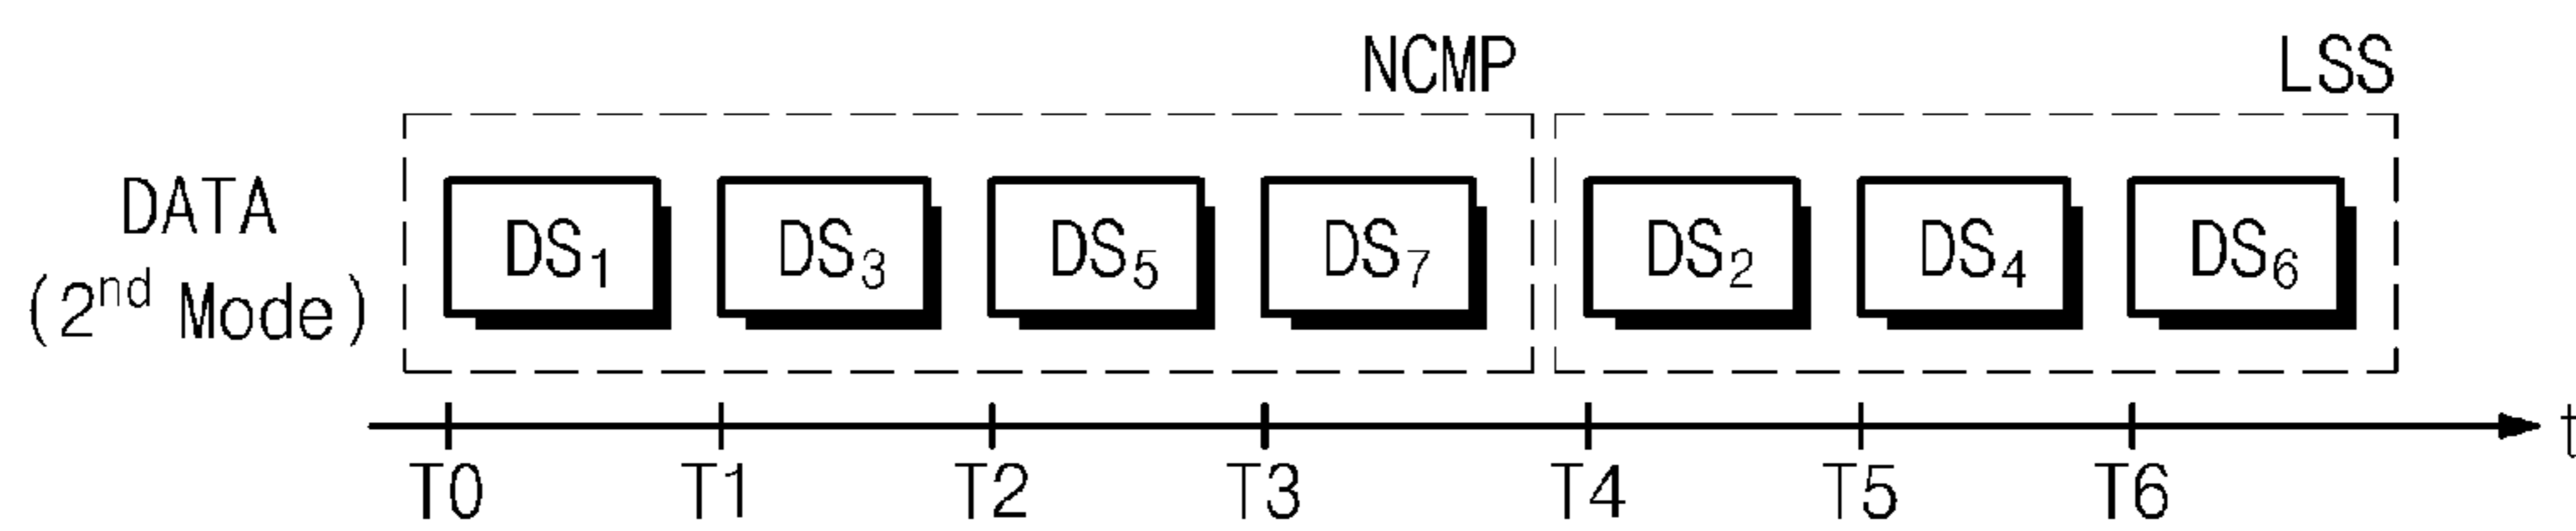 NCMP LSS
DATA
(2nd Mode)
DS1 DS3 DS5 DS7 DS2 DS4 DS6
T0 T1 T2 T3 T4 T5 T6 t